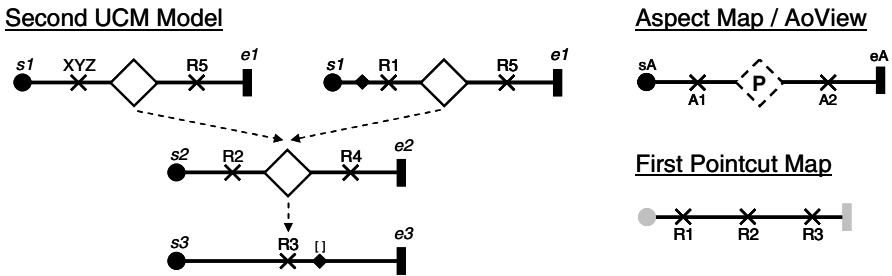 Second UCM Model
s1 XYZ R5 e1
s1 R1 R5 e1
s2 R2 R4 e2
s3 R3 [ ] e3
Aspect Map / AoView
sA A1 P A2 eA
First Pointcut Map
R1 R2 R3